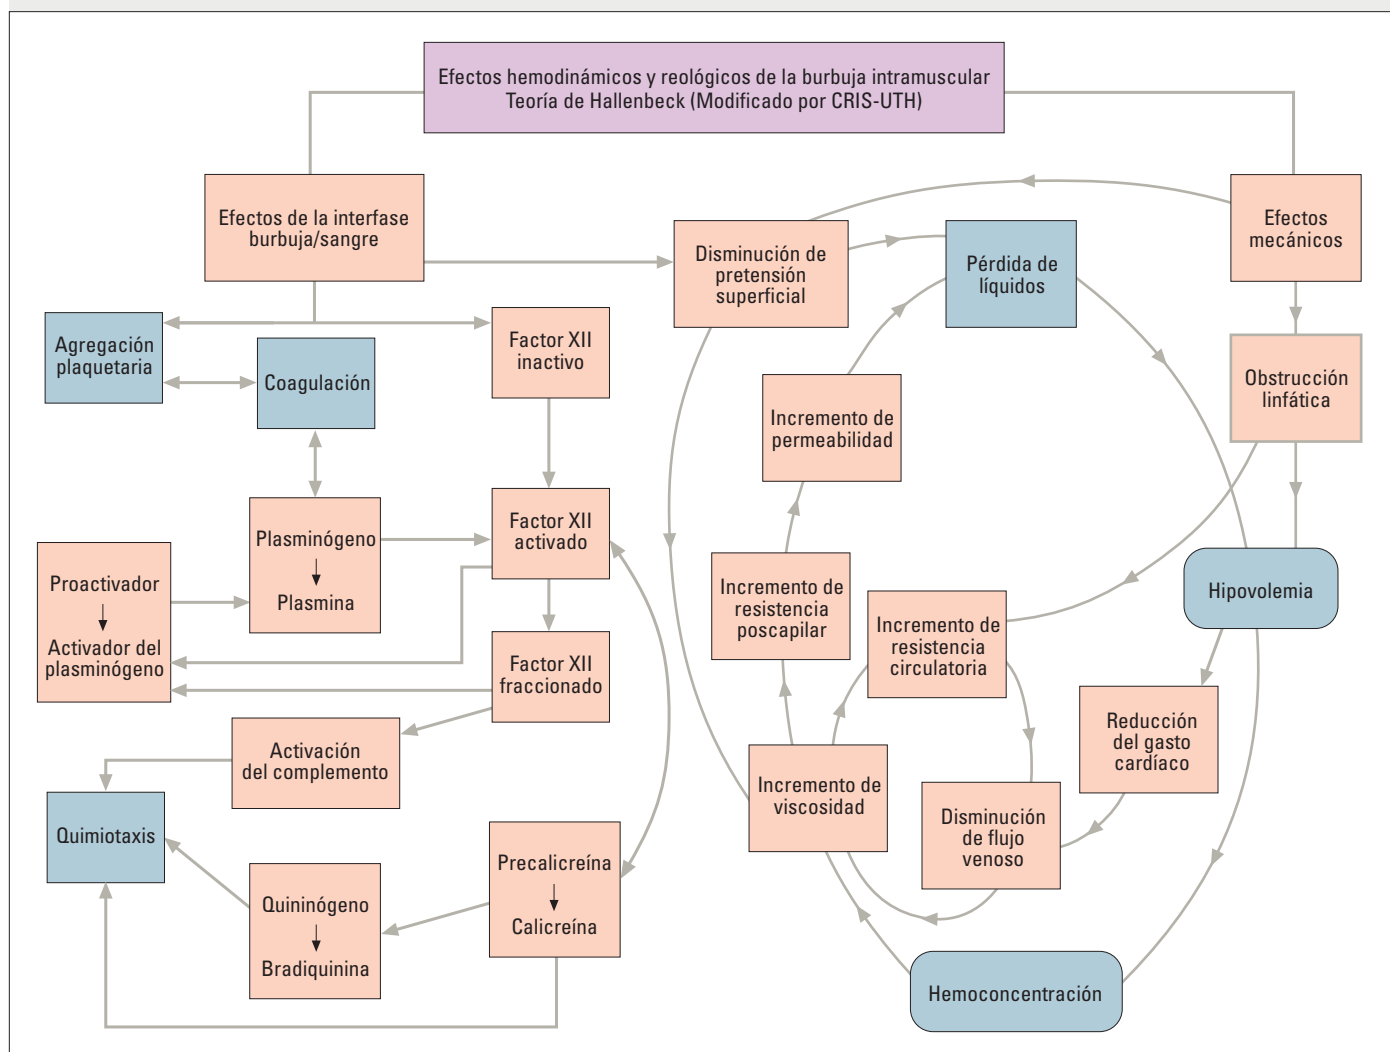 Efectos hemodinámicos y reológicos de la burbuja intramuscular
Teoría de Hallenbeck (Modificado por CRIS-UTH)
Efectos de la interfase
burbuja/sangre
Efectos
mecánicos
Disminución de
pretensión
superficial
Pérdida de
líquidos
Agregación
plaquetaria
Coagulación
Factor XII
inactivo
Obstrucción
linfática
Incremento de
permeabilidad
Plasminógeno
Plasmina
Factor XII
activado
Proactivador
Activador del
plasminógeno
Incremento de
resistencia
poscapilar
Incremento de
resistencia
circulatoria
Hipovolemia
Factor XII
fraccionado
Activación
del complemento
Reducción
del gasto
cardíaco
Incremento de
viscosidad
Disminución
de flujo
venoso
Quimiotaxis
Precalicreína
Calicreína
Quininógeno
Bradiquinina
Hemoconcentración